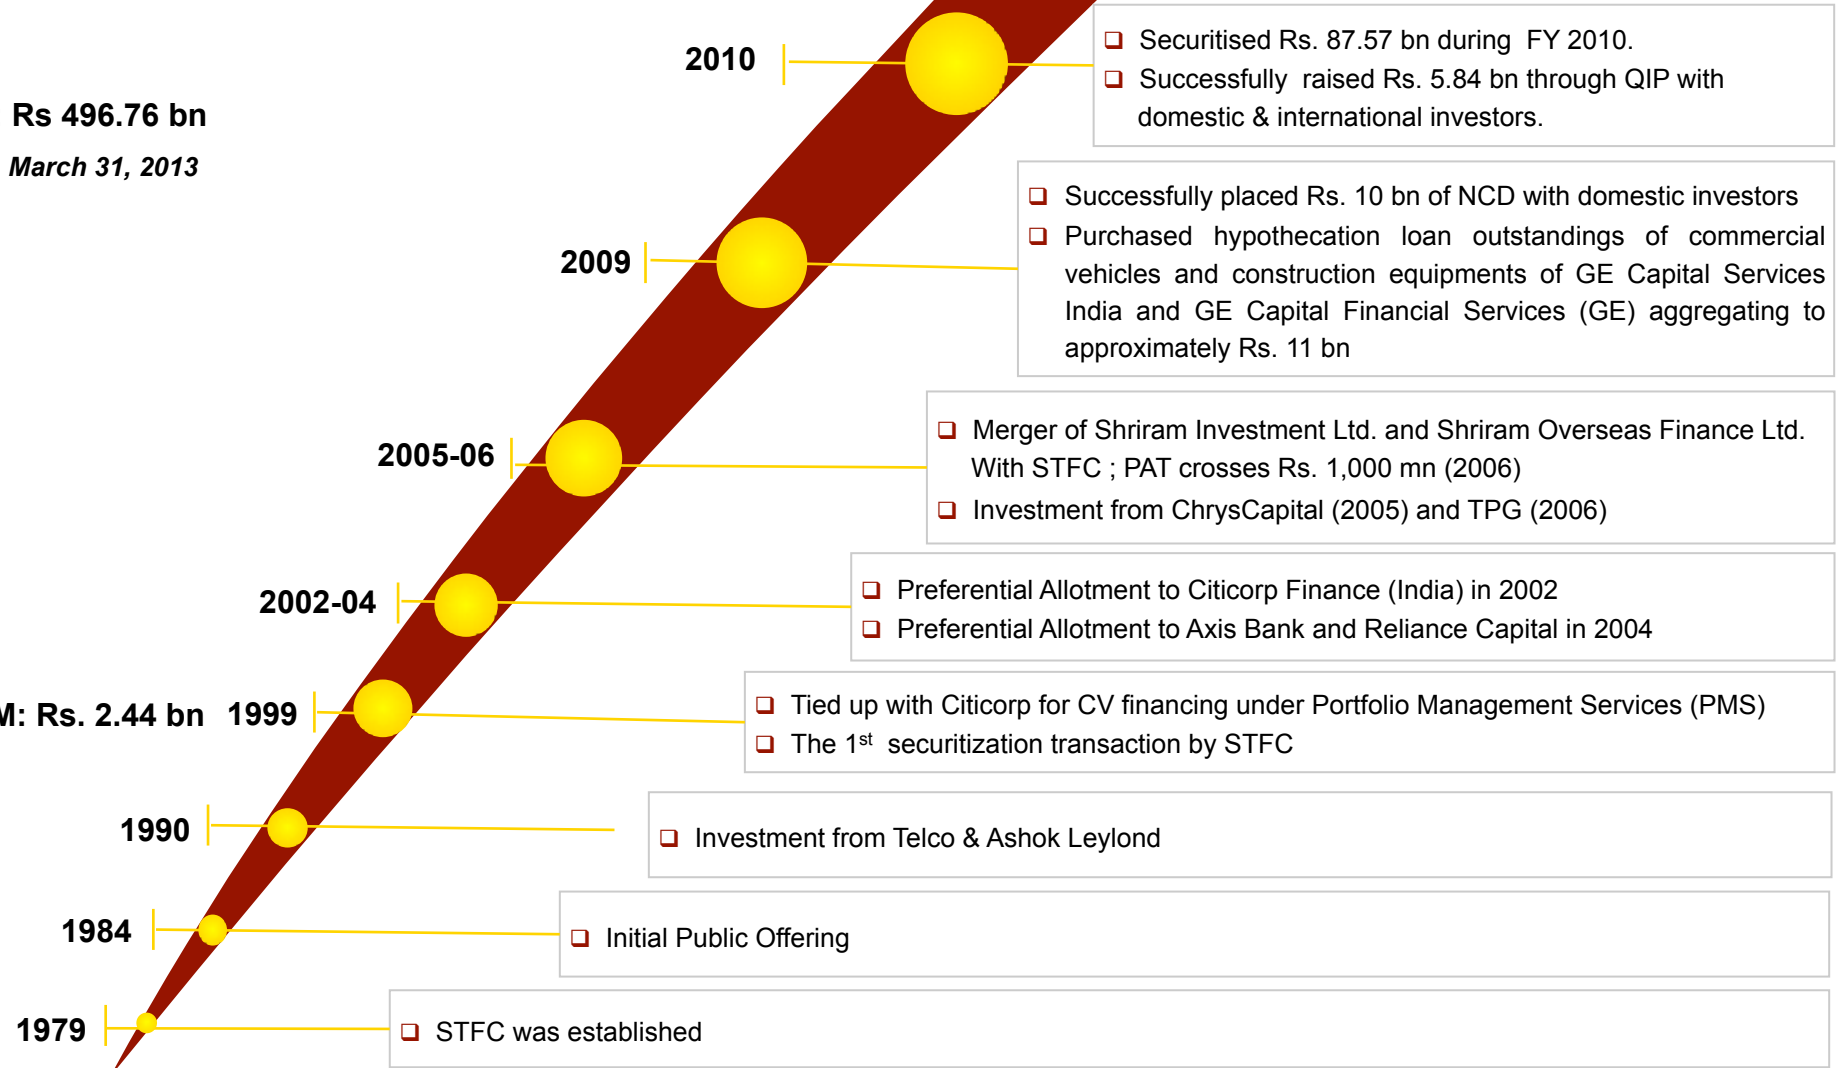 2010
Securitised Rs. 87.57 bn during FY 2010.
Successfully raised Rs. 5.84 bn through QIP with
domestic & international investors.
Rs 496.76 bn
March 31, 2013
2009
Successfully placed Rs. 10 bn of NCD with domestic investors
Purchased hypothecation loan outstandings of commercial
vehicles and construction equipments of GE Capital Services
India and GE Capital Financial Services (GE) aggregating to
approximately Rs. 11 bn
2005-06
Merger of Shriram Investment Ltd. and Shriram Overseas Finance Ltd.
With STFC ; PAT crosses Rs. 1,000 mn (2006)
Investment from ChrysCapital (2005) and TPG (2006)
2002-04
Preferential Allotment to Citicorp Finance (India) in 2002
Preferential Allotment to Axis Bank and Reliance Capital in 2004
M: Rs. 2.44 bn 1999
Tied up with Citicorp for CV financing under Portfolio Management Services (PMS)
The 1st securitization transaction by STFC
1990
Investment from Telco & Ashok Leylond
1984
Initial Public Offering
1979
STFC was established